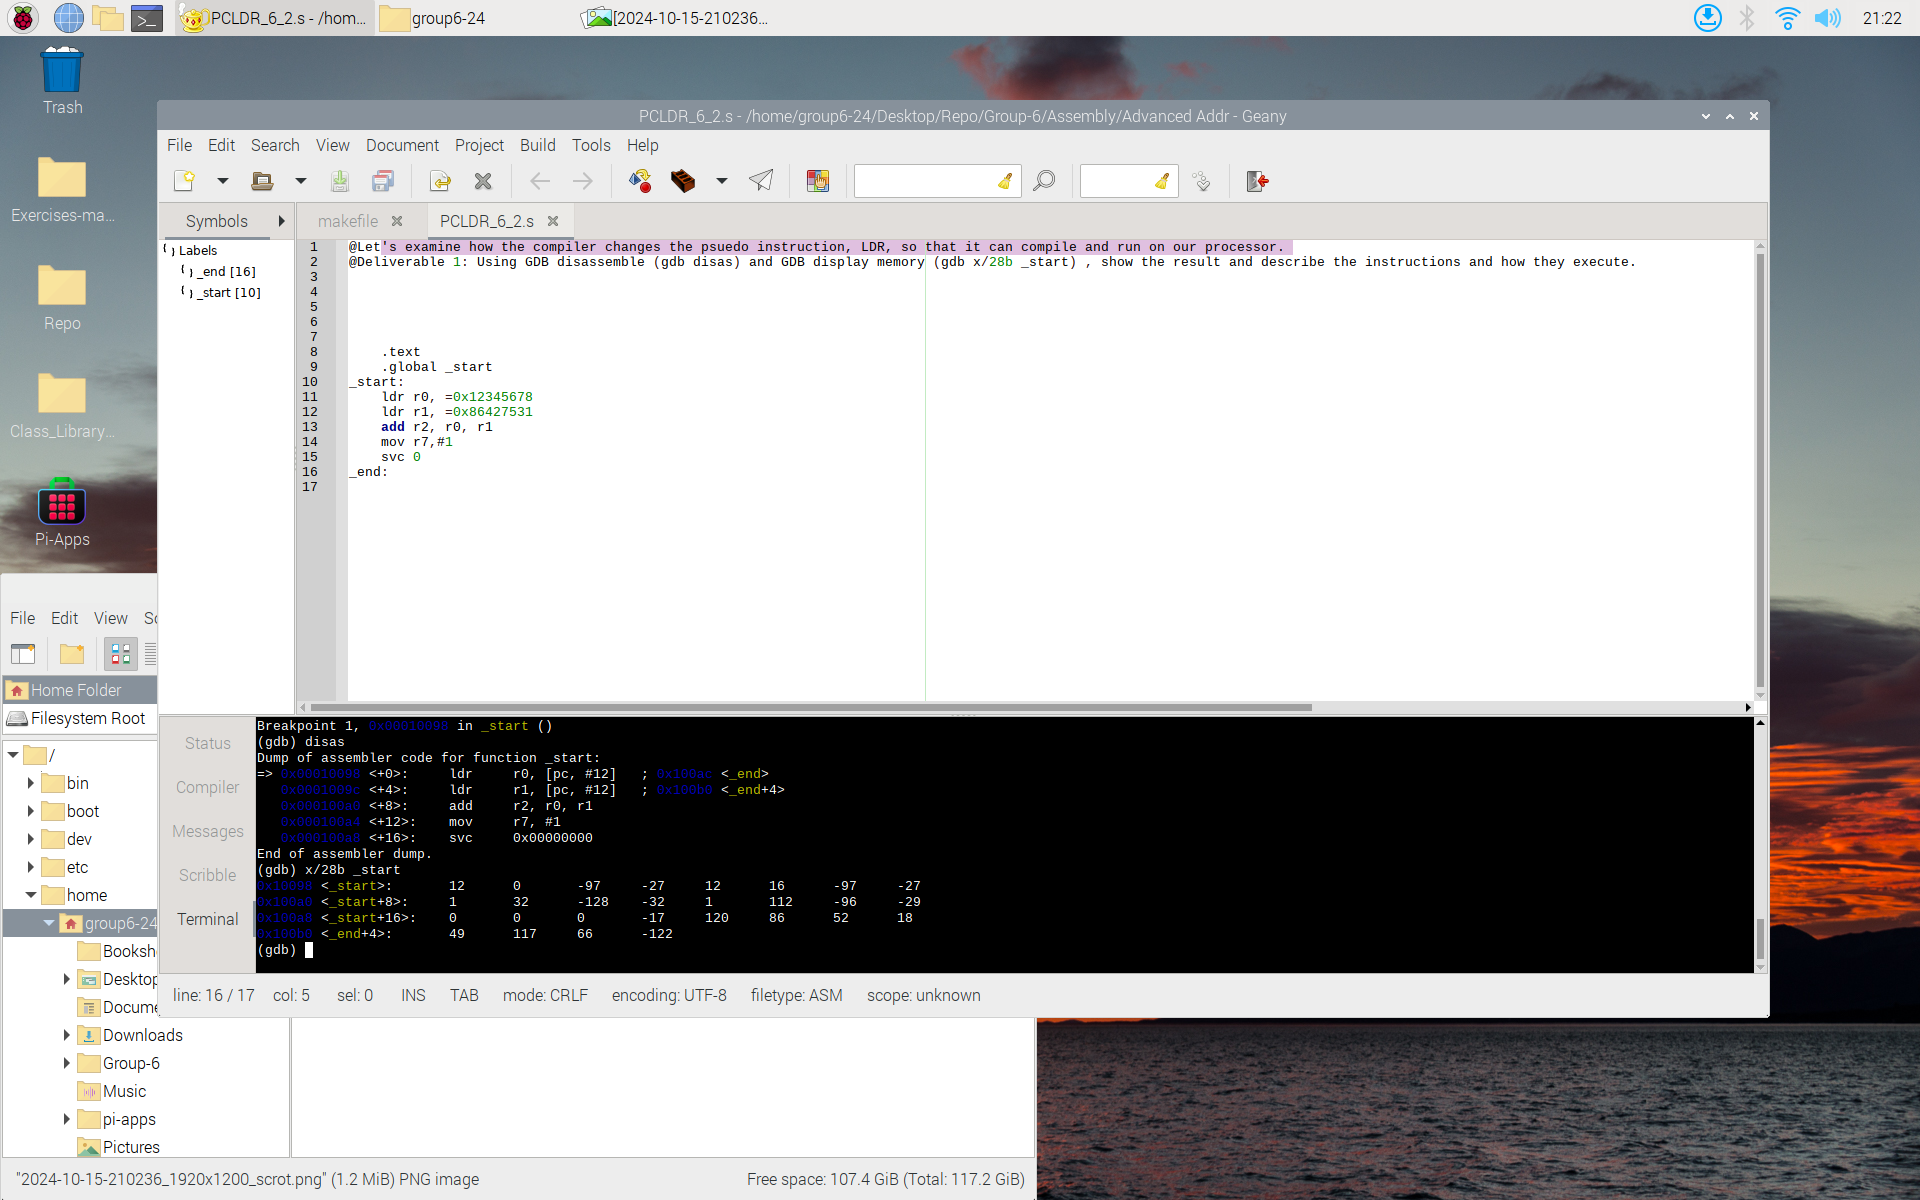 PCLDR_6_2.s - /hom...
group6-24
[2024-10-15-210236...
21:22
Trash
Exercises-ma...
Repo
Class_Library...
Pi-Apps
PCLDR_6_2.s - /home/group6-24/Desktop/Repo/Group-6/Assembly/Advanced Addr - Geany
File Edit Search View Document Project Build Tools Help
Symbols
makefile
PCLDR_6_2.s
Labels
_end [16]
_start [10]
1 @Let's examine how the compiler changes the psuedo instruction, LDR, so that it can compile and run on our processor.
2 @Deliverable 1: Using GDB disassemble (gdb disas) and GDB display memory (gdb x/28b _start) , show the result and describe the instructions and how they execute.
3
4
5
6
7
8 .text
9 .global _start
10 _start:
11 ldr r0, =0x12345678
12 ldr r1, =0x86427531
13 add r2, r0, r1
14 mov r7,#1
15 svc 0
16 _end:
17
Status
Compiler
Messages
Scribble
Terminal
Breakpoint 1, 0x00010098 in _start ()
(gdb) disas
Dump of assembler code for function _start:
=> 0x00010098 <+0>: ldr r0, [pc, #12] ; 0x100ac <_end>
0x0001009c <+4>: ldr r1, [pc, #12] ; 0x100b0 <_end+4>
0x000100a0 <+8>: add r2, r0, r1
0x000100a4 <+12>: mov r7, #1
0x000100a8 <+16>: svc 0x00000000
End of assembler dump.
(gdb) x/28b _start
0x10098 <_start>: 12 0 -97 -27 12 16 -97 -27
0x100a0 <_start+8>: 1 32 -128 -32 1 112 -96 -29
0x100a8 <_start+16>: 0 0 0 -17 120 86 52 18
0x100b0 <_end+4>: 49 117 66 -122
(gdb)
line: 16 / 17 col: 5 sel: 0 INS TAB mode: CRLF encoding: UTF-8 filetype: ASM scope: unknown
File Edit View So
Home Folder
Filesystem Root
/
bin
boot
dev
etc
home
group6-24
Booksh
Desktop
Docume
Downloads
Group-6
Music
pi-apps
Pictures
"2024-10-15-210236_1920x1200_scrot.png" (1.2 MiB) PNG image
Free space: 107.4 GiB (Total: 117.2 GiB)